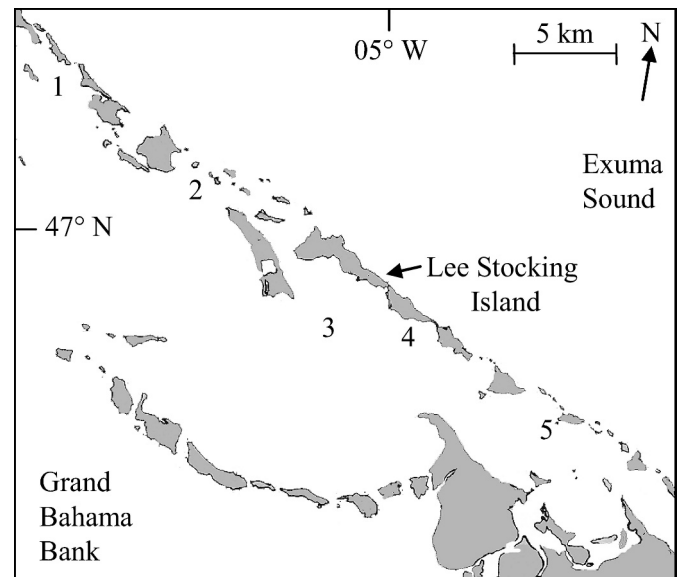 05° W
5 km
N
1
Exuma
Sound
2
47° N
Lee Stocking
Island
3
4
5
Grand
Bahama
Bank